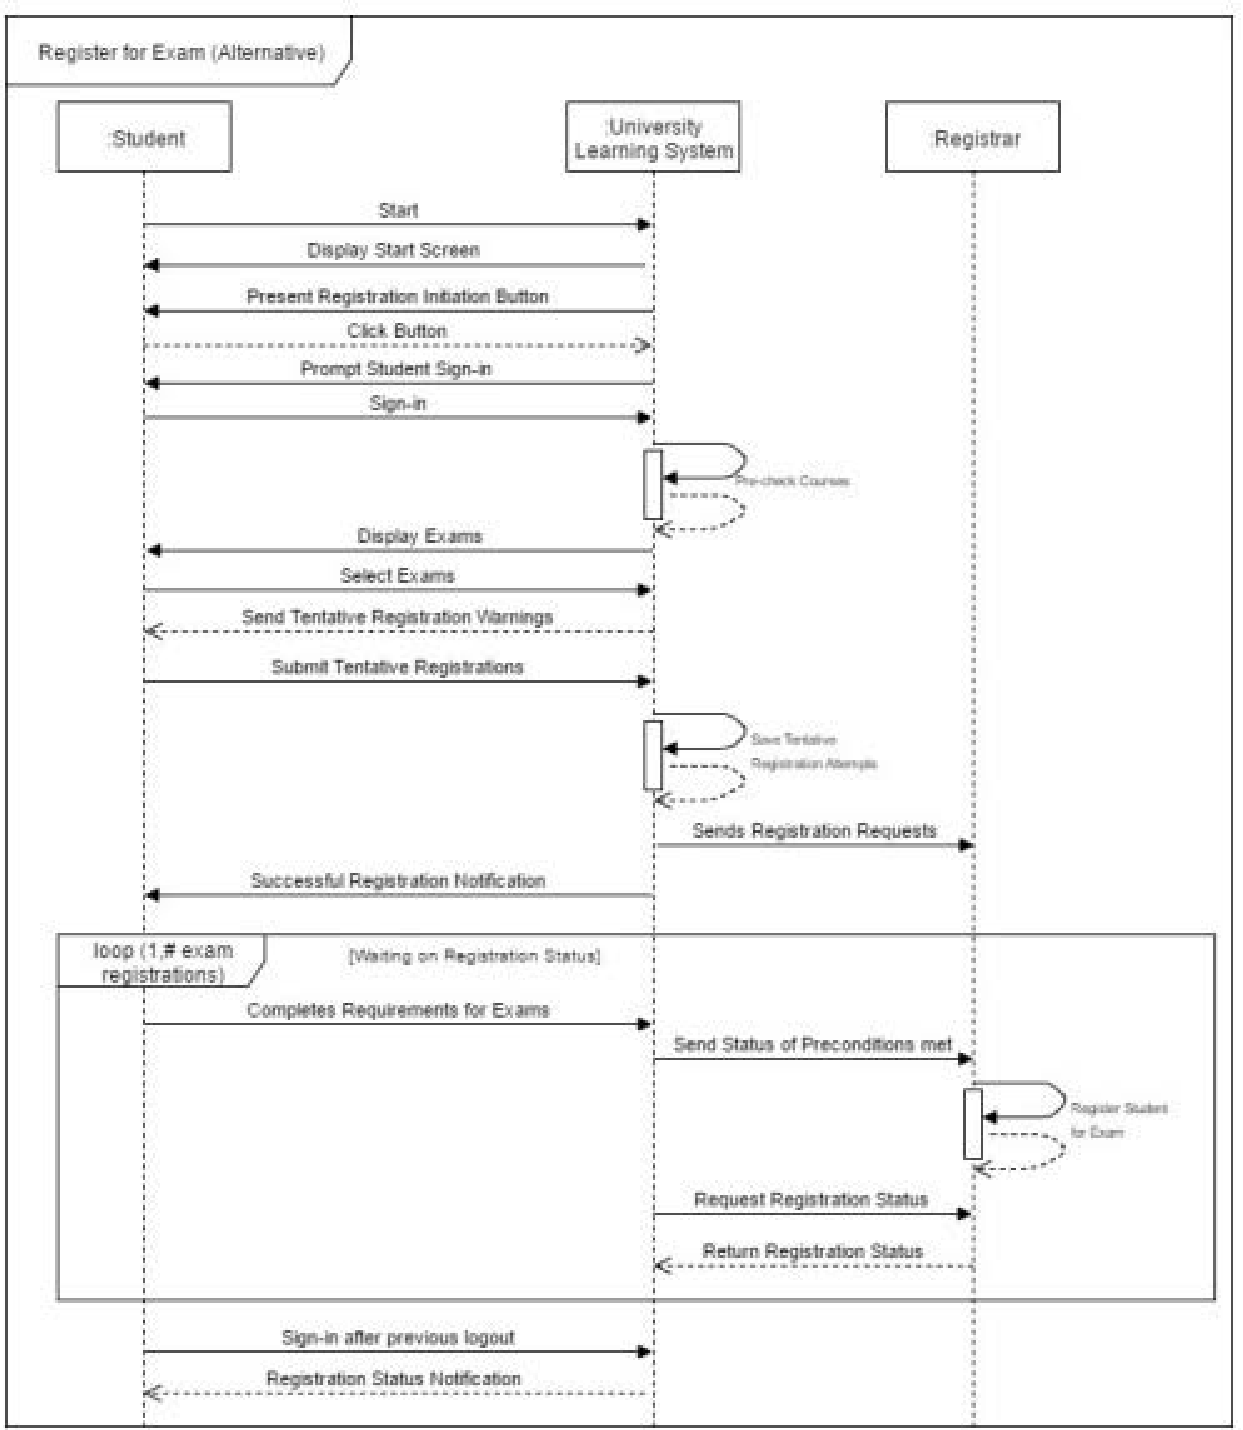 Register for Exam (Alternative)
:Student
:University
Learning System
:Registrar
Start
Display Start Screen
Present Registration Initiation Button
Click Button
Prompt Student Sign-in
Sign-in
Pre-check Courses
Display Exams
Select Exams
Send Tentative Registration Warnings
Submit Tentative Registrations
Save Tentative
Registration Attempts
Sends Registration Requests
Successful Registration Notification
loop (1,# exam
registrations)
[Waiting on Registration Status]
Completes Requirements for Exams
Send Status of Preconditions met
Register Student
for Exam
Request Registration Status
Return Registration Status
Sign-in after previous logout
Registration Status Notification